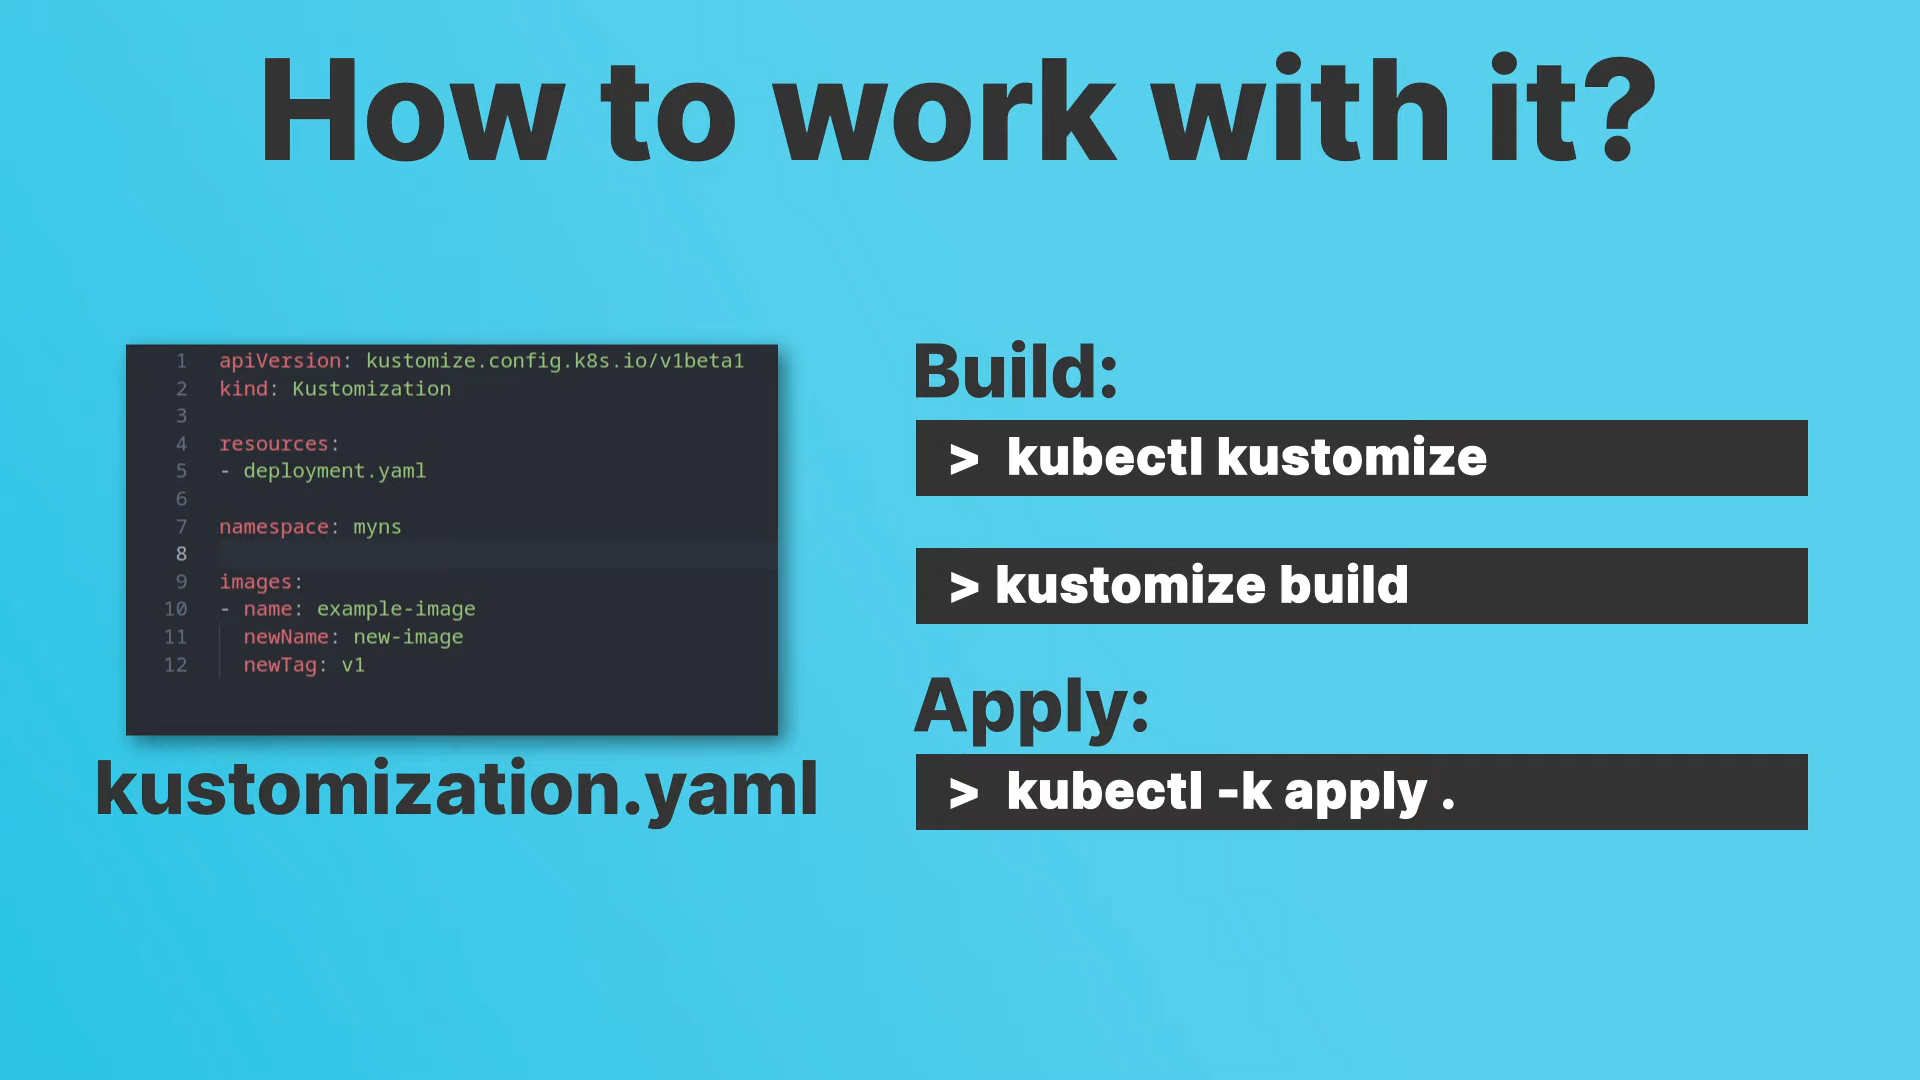 How to work with it?
1 apiVersion: kustomize.config.k8s.io/v1beta1
2 kind: Kustomization
3
4 resources:
5 - deployment.yaml
6
7 namespace: myns
8
9 images:
10 - name: example-image
11   newName: new-image
12   newTag: v1
kustomization.yaml
Build:
> kubectl kustomize
> kustomize build
Apply:
> kubectl -k apply .